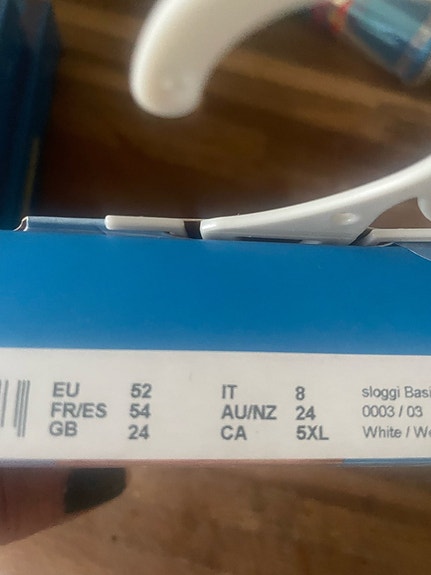 EU 52 IT 8 sloggi Basi
FR/ES 54 AU/NZ 24 0003 / 03
GB 24 CA 5XL White / W